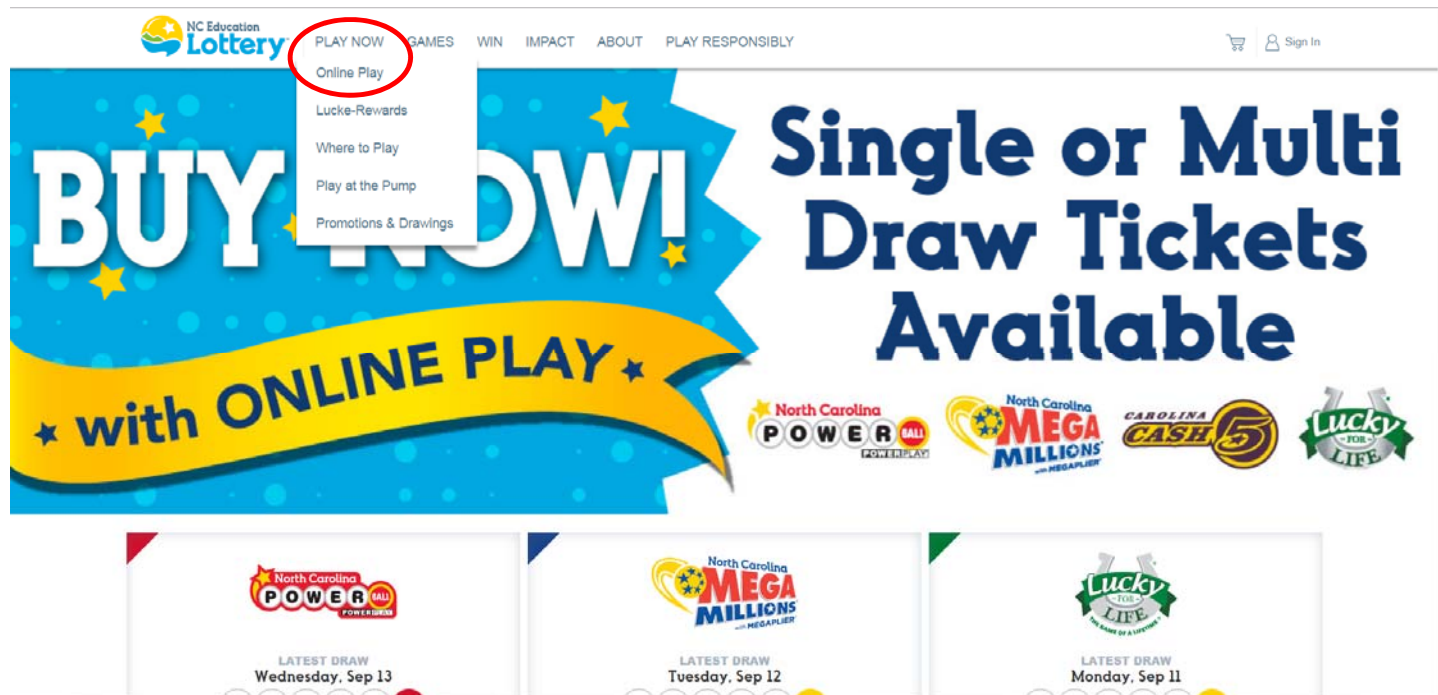 NC Education
Lottery
PLAY NOW GAMES WIN IMPACT ABOUT PLAY RESPONSIBLY
Sign In
Online Play
Lucke-Rewards
Where to Play
Play at the Pump
Promotions & Drawings
BUY NOW!
with ONLINE PLAY
Single or Multi
Draw Tickets
Available
North Carolina
POWERBALL
POWERPLAY
North Carolina
MEGA
MILLIONS
with MEGAPLIER
CAROLINA
CASH 5
Lucky
-FOR-
LIFE
North Carolina
POWERBALL
POWERPLAY
LATEST DRAW
Wednesday, Sep 13
North Carolina
MEGA
MILLIONS
with MEGAPLIER
LATEST DRAW
Tuesday, Sep 12
Lucky
-FOR-
LIFE
THE GAME OF A LIFETIME
LATEST DRAW
Monday, Sep 11